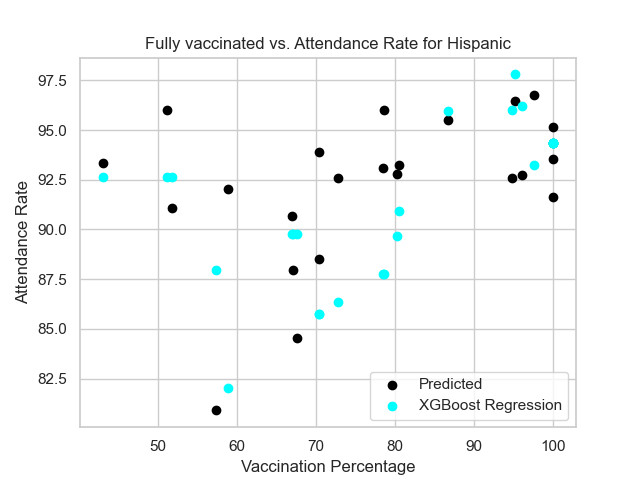 Fully vaccinated vs. Attendance Rate for Hispanic
97.5
95.0
92.5
90.0
87.5
85.0
82.5
Attendance Rate
Predicted
XGBoost Regression
50 60 70 80 90 100
Vaccination Percentage